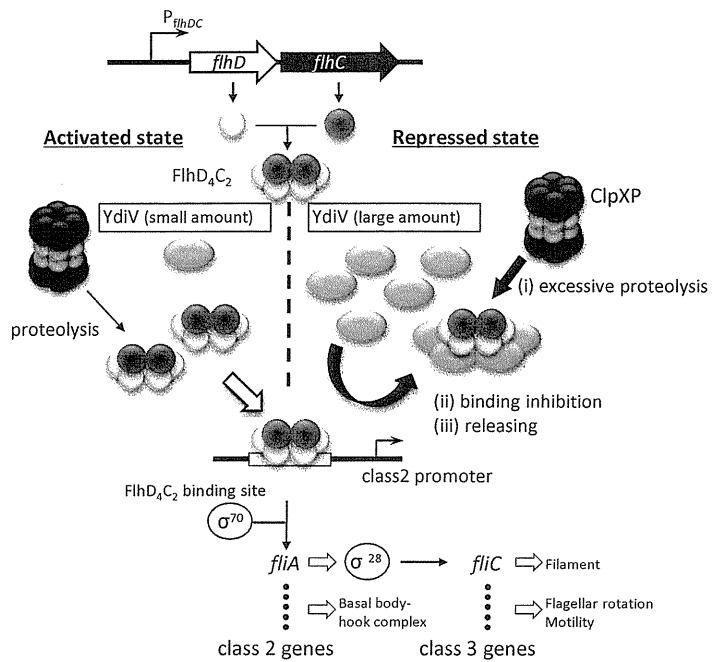 PflhDC
flhD
flhC
Activated state
Repressed state
FlhD4C2
ClpXP
YdiV (small amount)
YdiV (large amount)
(i) excessive proteolysis
proteolysis
(ii) binding inhibition
(iii) releasing
class2 promoter
FlhD4C2 binding site
σ70
fliA
σ 28
fliC
Filament
Basal body-
hook complex
Flagellar rotation
Motility
class 2 genes
class 3 genes